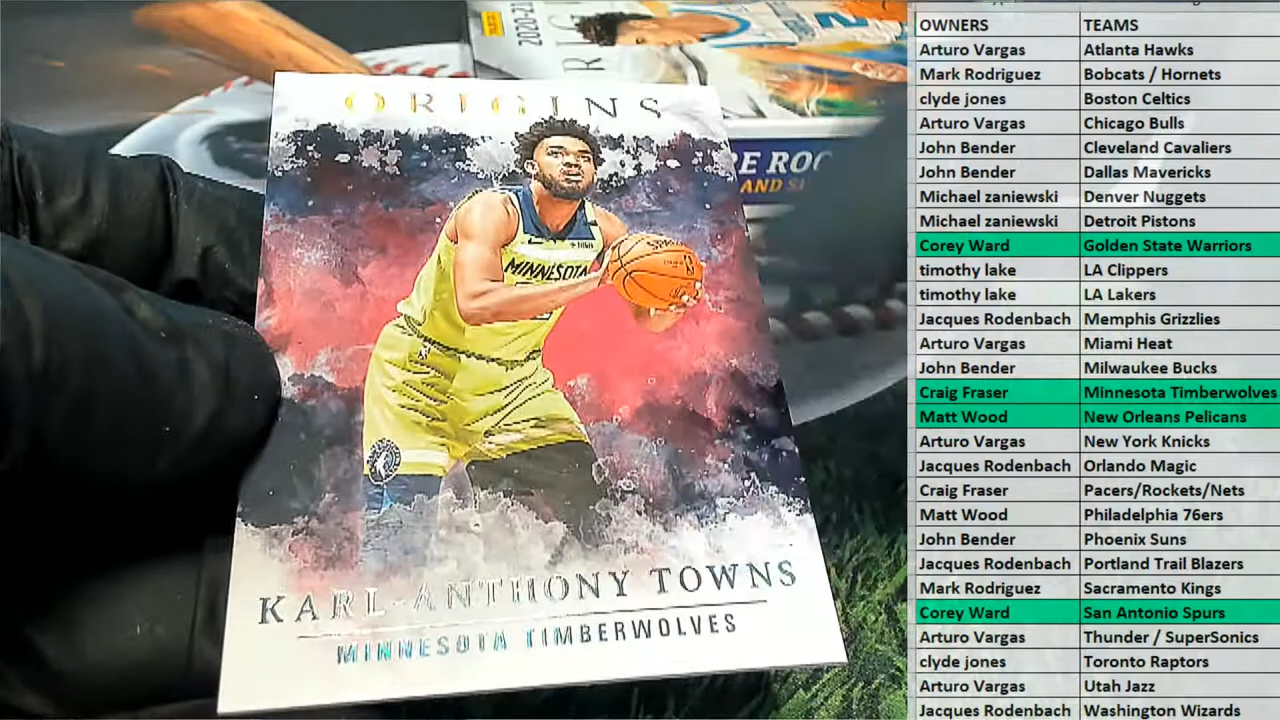 2020-21
ORIGINS
RE ROO
AND S
MINNESOTA
KARL-ANTHONY TOWNS
MINNESOTA TIMBERWOLVES
OWNERS TEAMS
Arturo Vargas Atlanta Hawks
Mark Rodriguez Bobcats / Hornets
clyde jones Boston Celtics
Arturo Vargas Chicago Bulls
John Bender Cleveland Cavaliers
John Bender Dallas Mavericks
Michael zaniewski Denver Nuggets
Michael zaniewski Detroit Pistons
Corey Ward Golden State Warriors
timothy lake LA Clippers
timothy lake LA Lakers
Jacques Rodenbach Memphis Grizzlies
Arturo Vargas Miami Heat
John Bender Milwaukee Bucks
Craig Fraser Minnesota Timberwolves
Matt Wood New Orleans Pelicans
Arturo Vargas New York Knicks
Jacques Rodenbach Orlando Magic
Craig Fraser Pacers/Rockets/Nets
Matt Wood Philadelphia 76ers
John Bender Phoenix Suns
Jacques Rodenbach Portland Trail Blazers
Mark Rodriguez Sacramento Kings
Corey Ward San Antonio Spurs
Arturo Vargas Thunder / SuperSonics
clyde jones Toronto Raptors
Arturo Vargas Utah Jazz
Jacques Rodenbach Washington Wizards